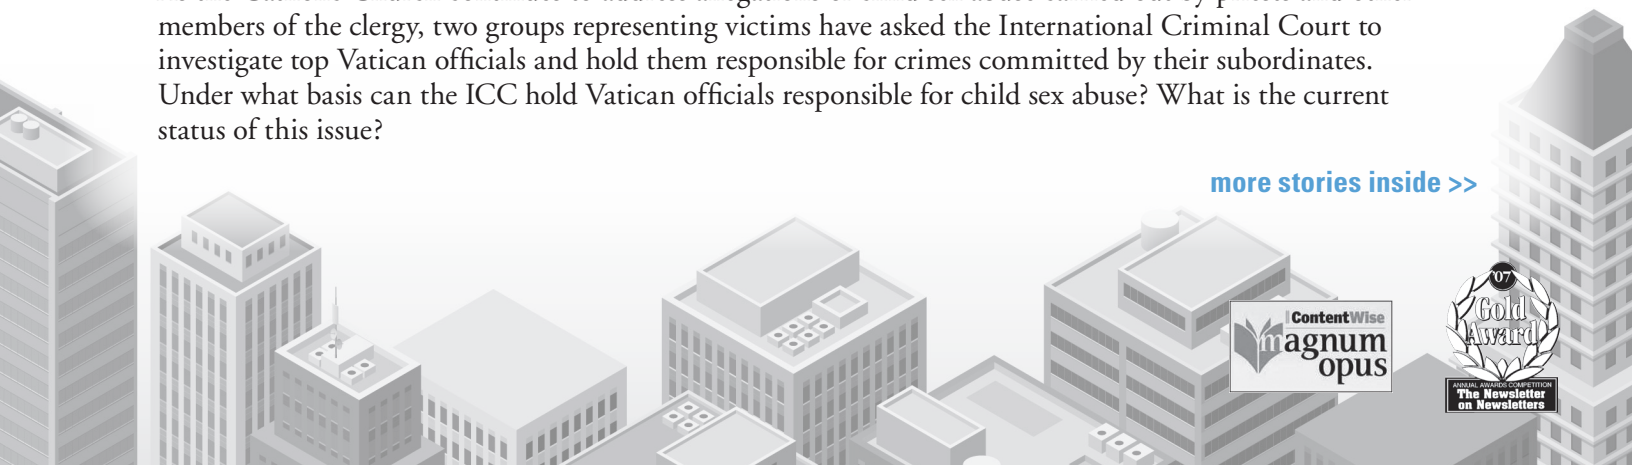 members of the clergy, two groups representing victims have asked the International Criminal Court to
investigate top Vatican officials and hold them responsible for crimes committed by their subordinates.
Under what basis can the ICC hold Vatican officials responsible for child sex abuse? What is the current
status of this issue?
more stories inside >>
ContentWise
magnum
opus
'07
Gold
Award
ANNUAL AWARDS COMPETITION
The Newsletter
on Newsletters